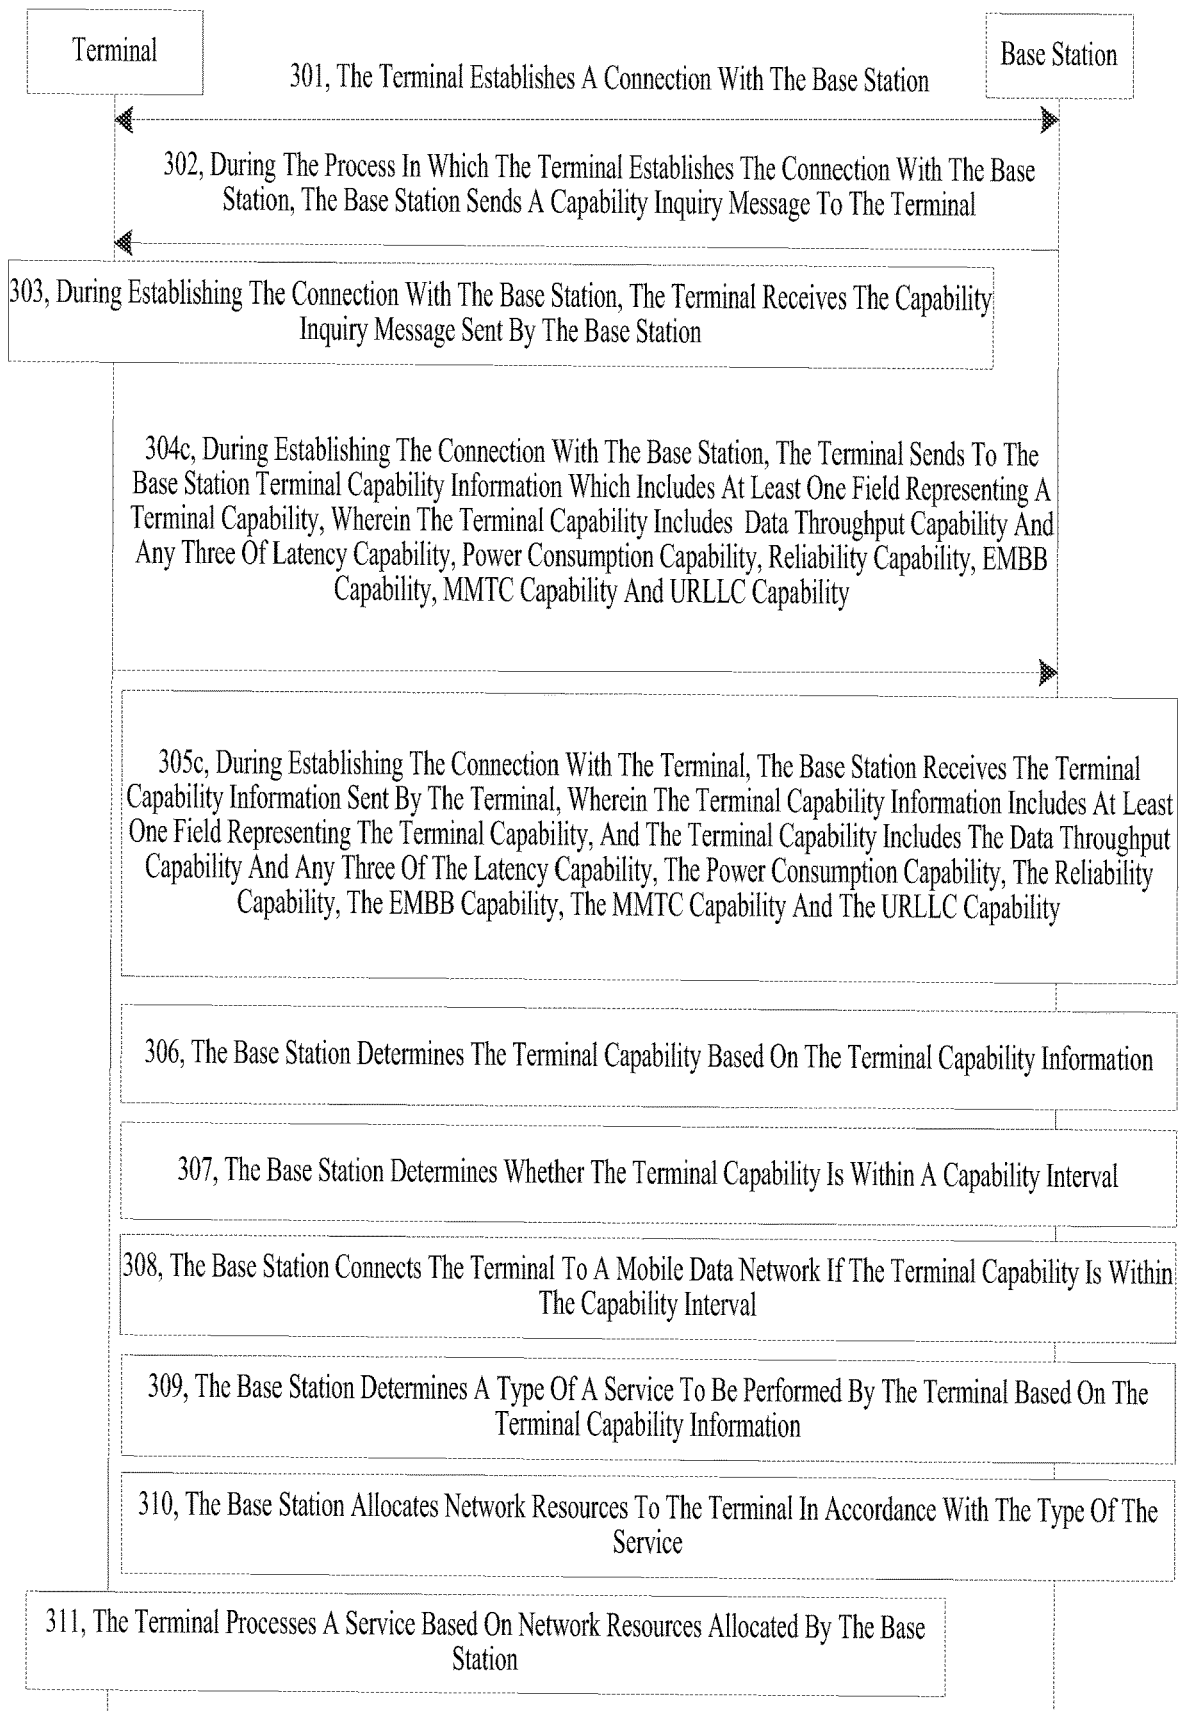 Terminal
Base Station
301, The Terminal Establishes A Connection With The Base Station
302, During The Process In Which The Terminal Establishes The Connection With The Base
Station, The Base Station Sends A Capability Inquiry Message To The Terminal
303, During Establishing The Connection With The Base Station, The Terminal Receives The Capability
Inquiry Message Sent By The Base Station
304c, During Establishing The Connection With The Base Station, The Terminal Sends To The
Base Station Terminal Capability Information Which Includes At Least One Field Representing A
Terminal Capability, Wherein The Terminal Capability Includes Data Throughput Capability And
Any Three Of Latency Capability, Power Consumption Capability, Reliability Capability, EMBB
Capability, MMTC Capability And URLLC Capability
305c, During Establishing The Connection With The Terminal, The Base Station Receives The Terminal
Capability Information Sent By The Terminal, Wherein The Terminal Capability Information Includes At Least
One Field Representing The Terminal Capability, And The Terminal Capability Includes The Data Throughput
Capability And Any Three Of The Latency Capability, The Power Consumption Capability, The Reliability
Capability, The EMBB Capability, The MMTC Capability And The URLLC Capability
306, The Base Station Determines The Terminal Capability Based On The Terminal Capability Information
307, The Base Station Determines Whether The Terminal Capability Is Within A Capability Interval
308, The Base Station Connects The Terminal To A Mobile Data Network If The Terminal Capability Is Within
The Capability Interval
309, The Base Station Determines A Type Of A Service To Be Performed By The Terminal Based On The
Terminal Capability Information
310, The Base Station Allocates Network Resources To The Terminal In Accordance With The Type Of The
Service
311, The Terminal Processes A Service Based On Network Resources Allocated By The Base
Station